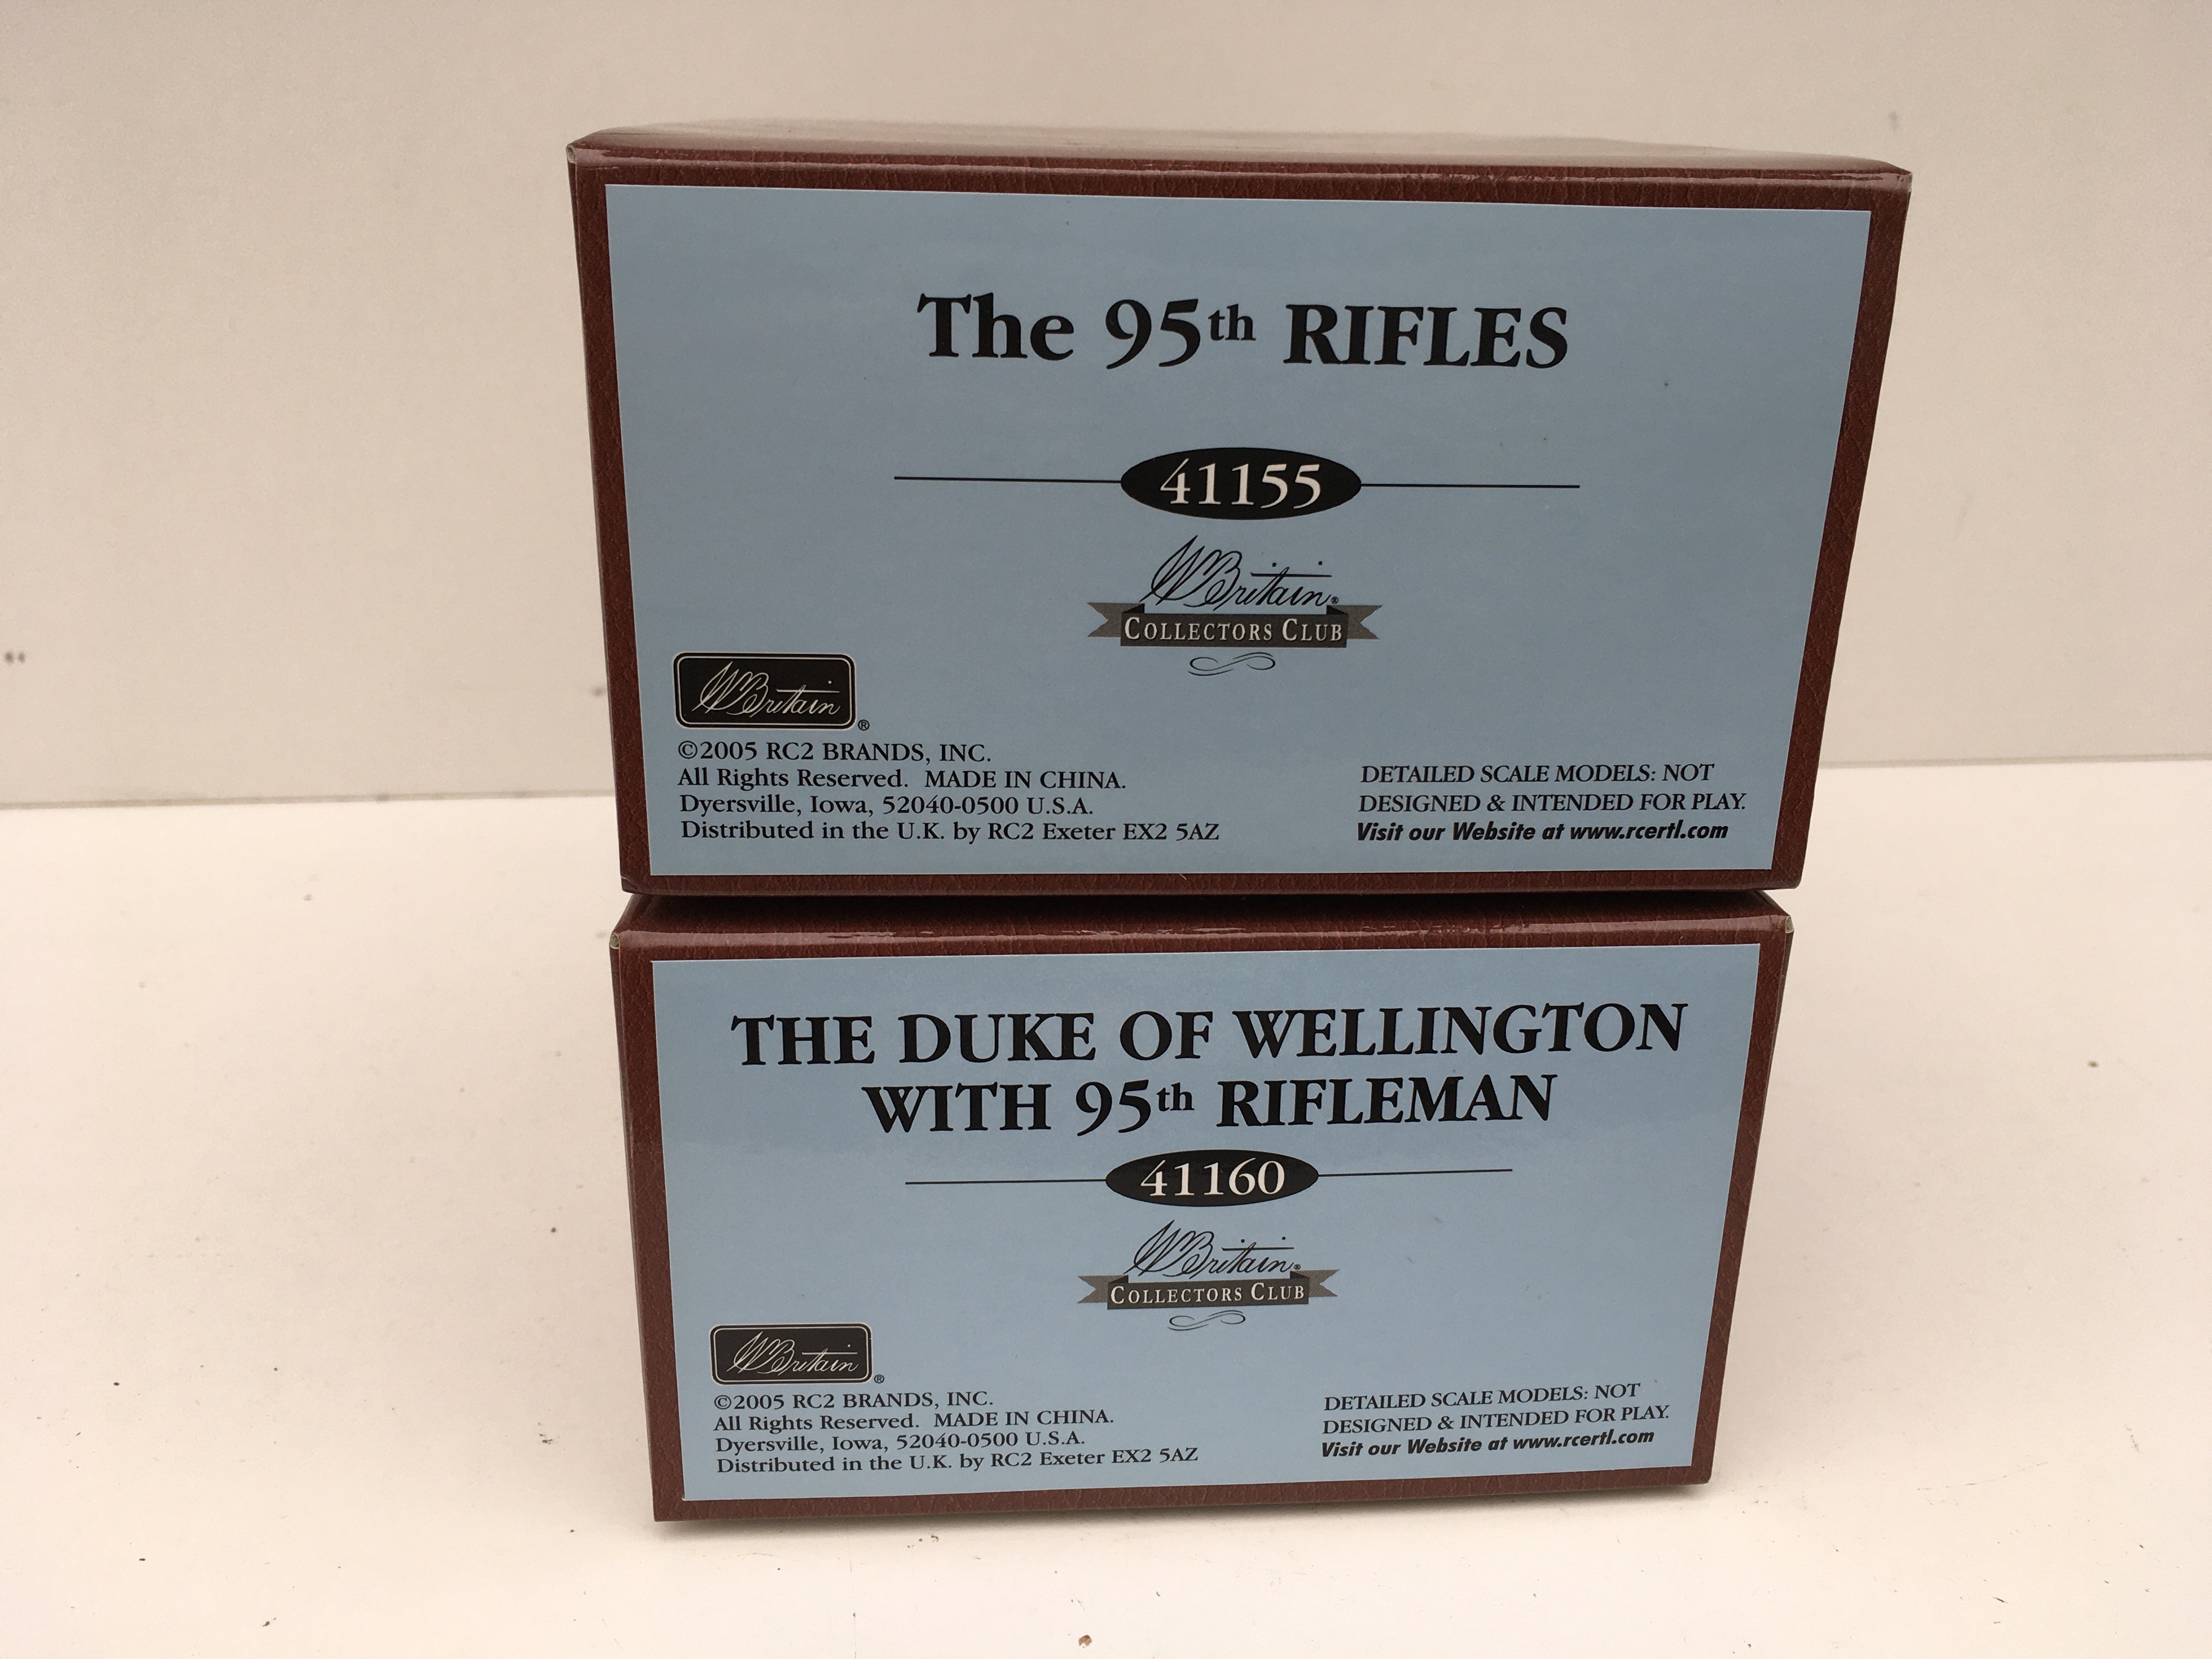 The 95th RIFLES
41155
WBritain®
COLLECTORS CLUB
WBritain®
©2005 RC2 BRANDS, INC.
All Rights Reserved. MADE IN CHINA.
Dyersville, Iowa, 52040-0500 U.S.A.
Distributed in the U.K. by RC2 Exeter EX2 5AZ
DETAILED SCALE MODELS: NOT
DESIGNED & INTENDED FOR PLAY.
Visit our Website at www.rcertl.com
THE DUKE OF WELLINGTON
WITH 95th RIFLEMAN
41160
WBritain®
COLLECTORS CLUB
WBritain®
©2005 RC2 BRANDS, INC.
All Rights Reserved. MADE IN CHINA.
Dyersville, Iowa, 52040-0500 U.S.A.
Distributed in the U.K. by RC2 Exeter EX2 5AZ
DETAILED SCALE MODELS: NOT
DESIGNED & INTENDED FOR PLAY.
Visit our Website at www.rcertl.com